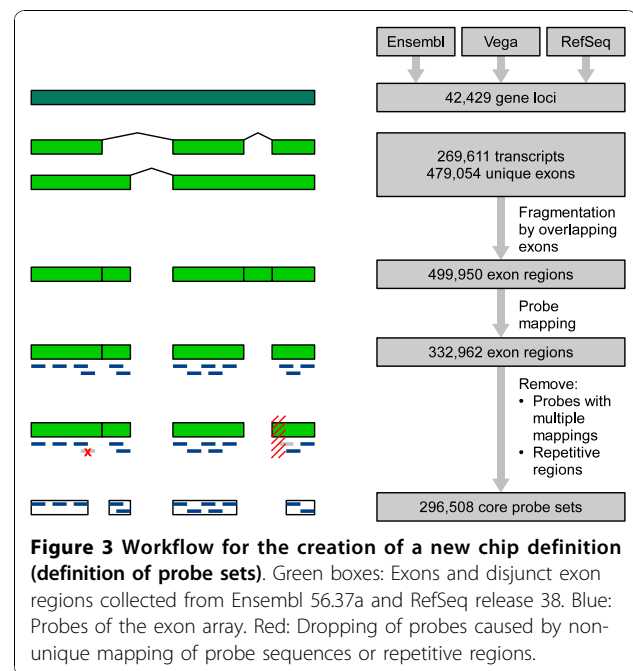 Ensembl Vega RefSeq
42,429 gene loci
269,611 transcripts
479,054 unique exons
Fragmentation
by overlapping
exons
499,950 exon regions
Probe
mapping
332,962 exon regions
Remove:
• Probes with
multiple
mappings
• Repetitive
regions
x
296,508 core probe sets
Figure 3 Workflow for the creation of a new chip definition
(definition of probe sets). Green boxes: Exons and disjunct exon
regions collected from Ensembl 56.37a and RefSeq release 38. Blue:
Probes of the exon array. Red: Dropping of probes caused by non-
unique mapping of probe sequences or repetitive regions.